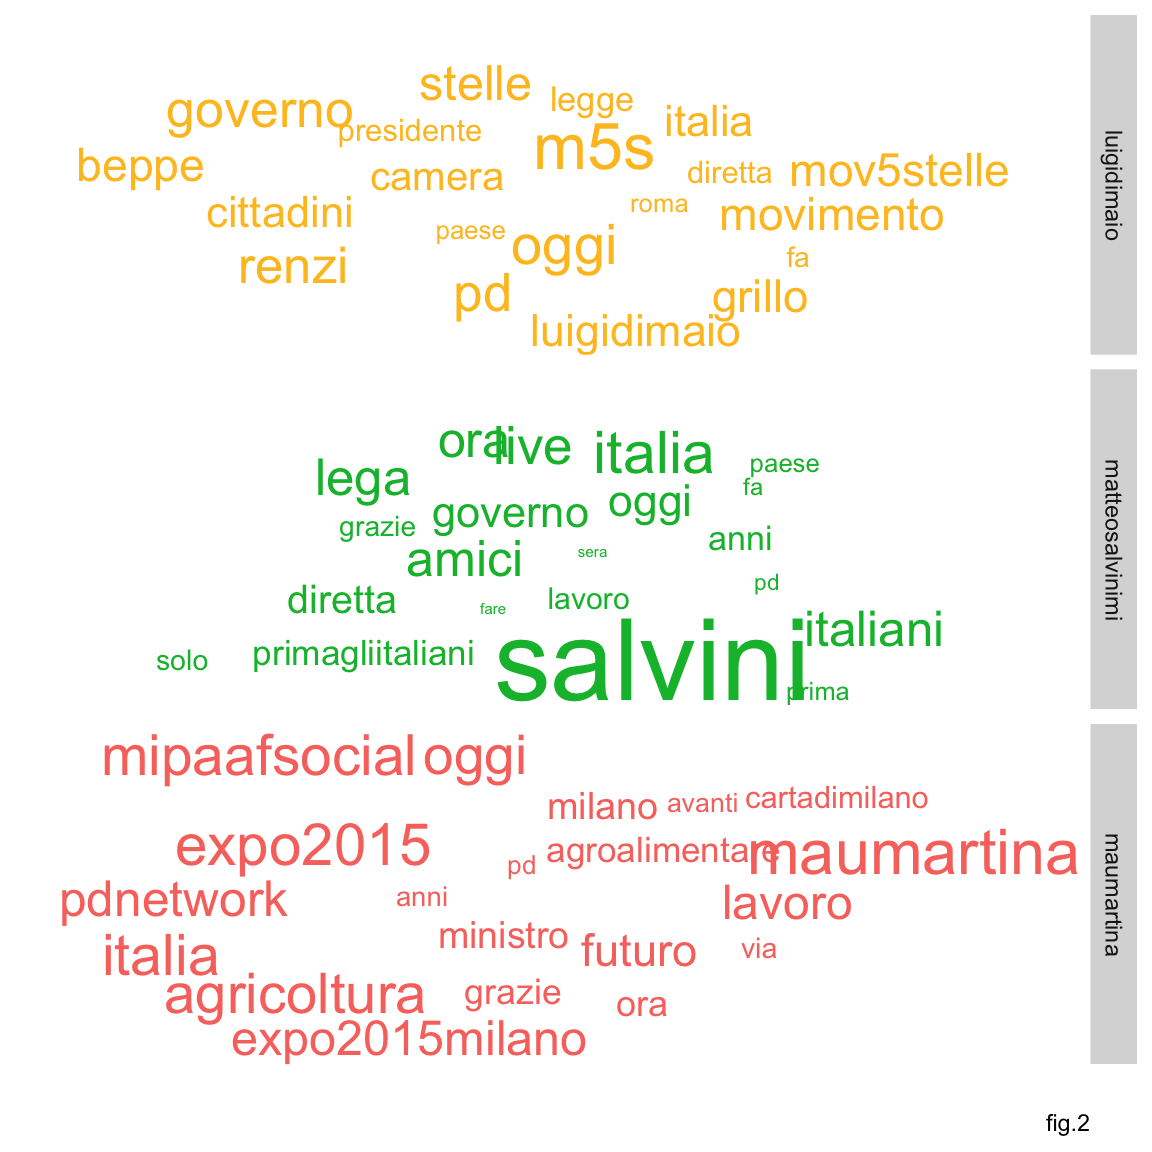 stelle
legge
governo
italia
presidente
m5s
beppe
camera
diretta
mov5stelle
cittadini
roma
movimento
paese
oggi
fa
renzi
pd
grillo
luigidimaio
luigidimaio
ora
live
italia
paese
lega
fa
oggi
governo
grazie
anni
amici
sera
pd
diretta
fare
lavoro
italiani
solo
primagliitaliani
salvini
prima
matteosalvinimi
mipaafsocial
oggi
milano
avanti
cartadimilano
expo2015
agroalimentare
maumartina
pd
pdnetwork
anni
lavoro
ministro
futuro
via
italia
agricoltura
grazie
ora
expo2015milano
maumartina
fig.2